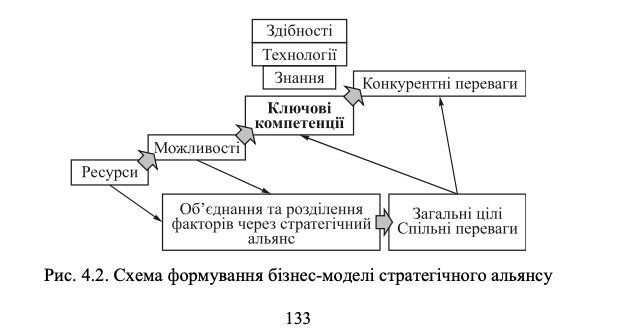 Здібності
Технології
Знання
Конкурентні переваги
Ключові
компетенції
Можливості
Ресурси
Об’єднання та розділення
факторів через стратегічний
альянс
Загальні цілі
Спільні переваги
Рис. 4.2. Схема формування бізнес-моделі стратегічного альянсу
133